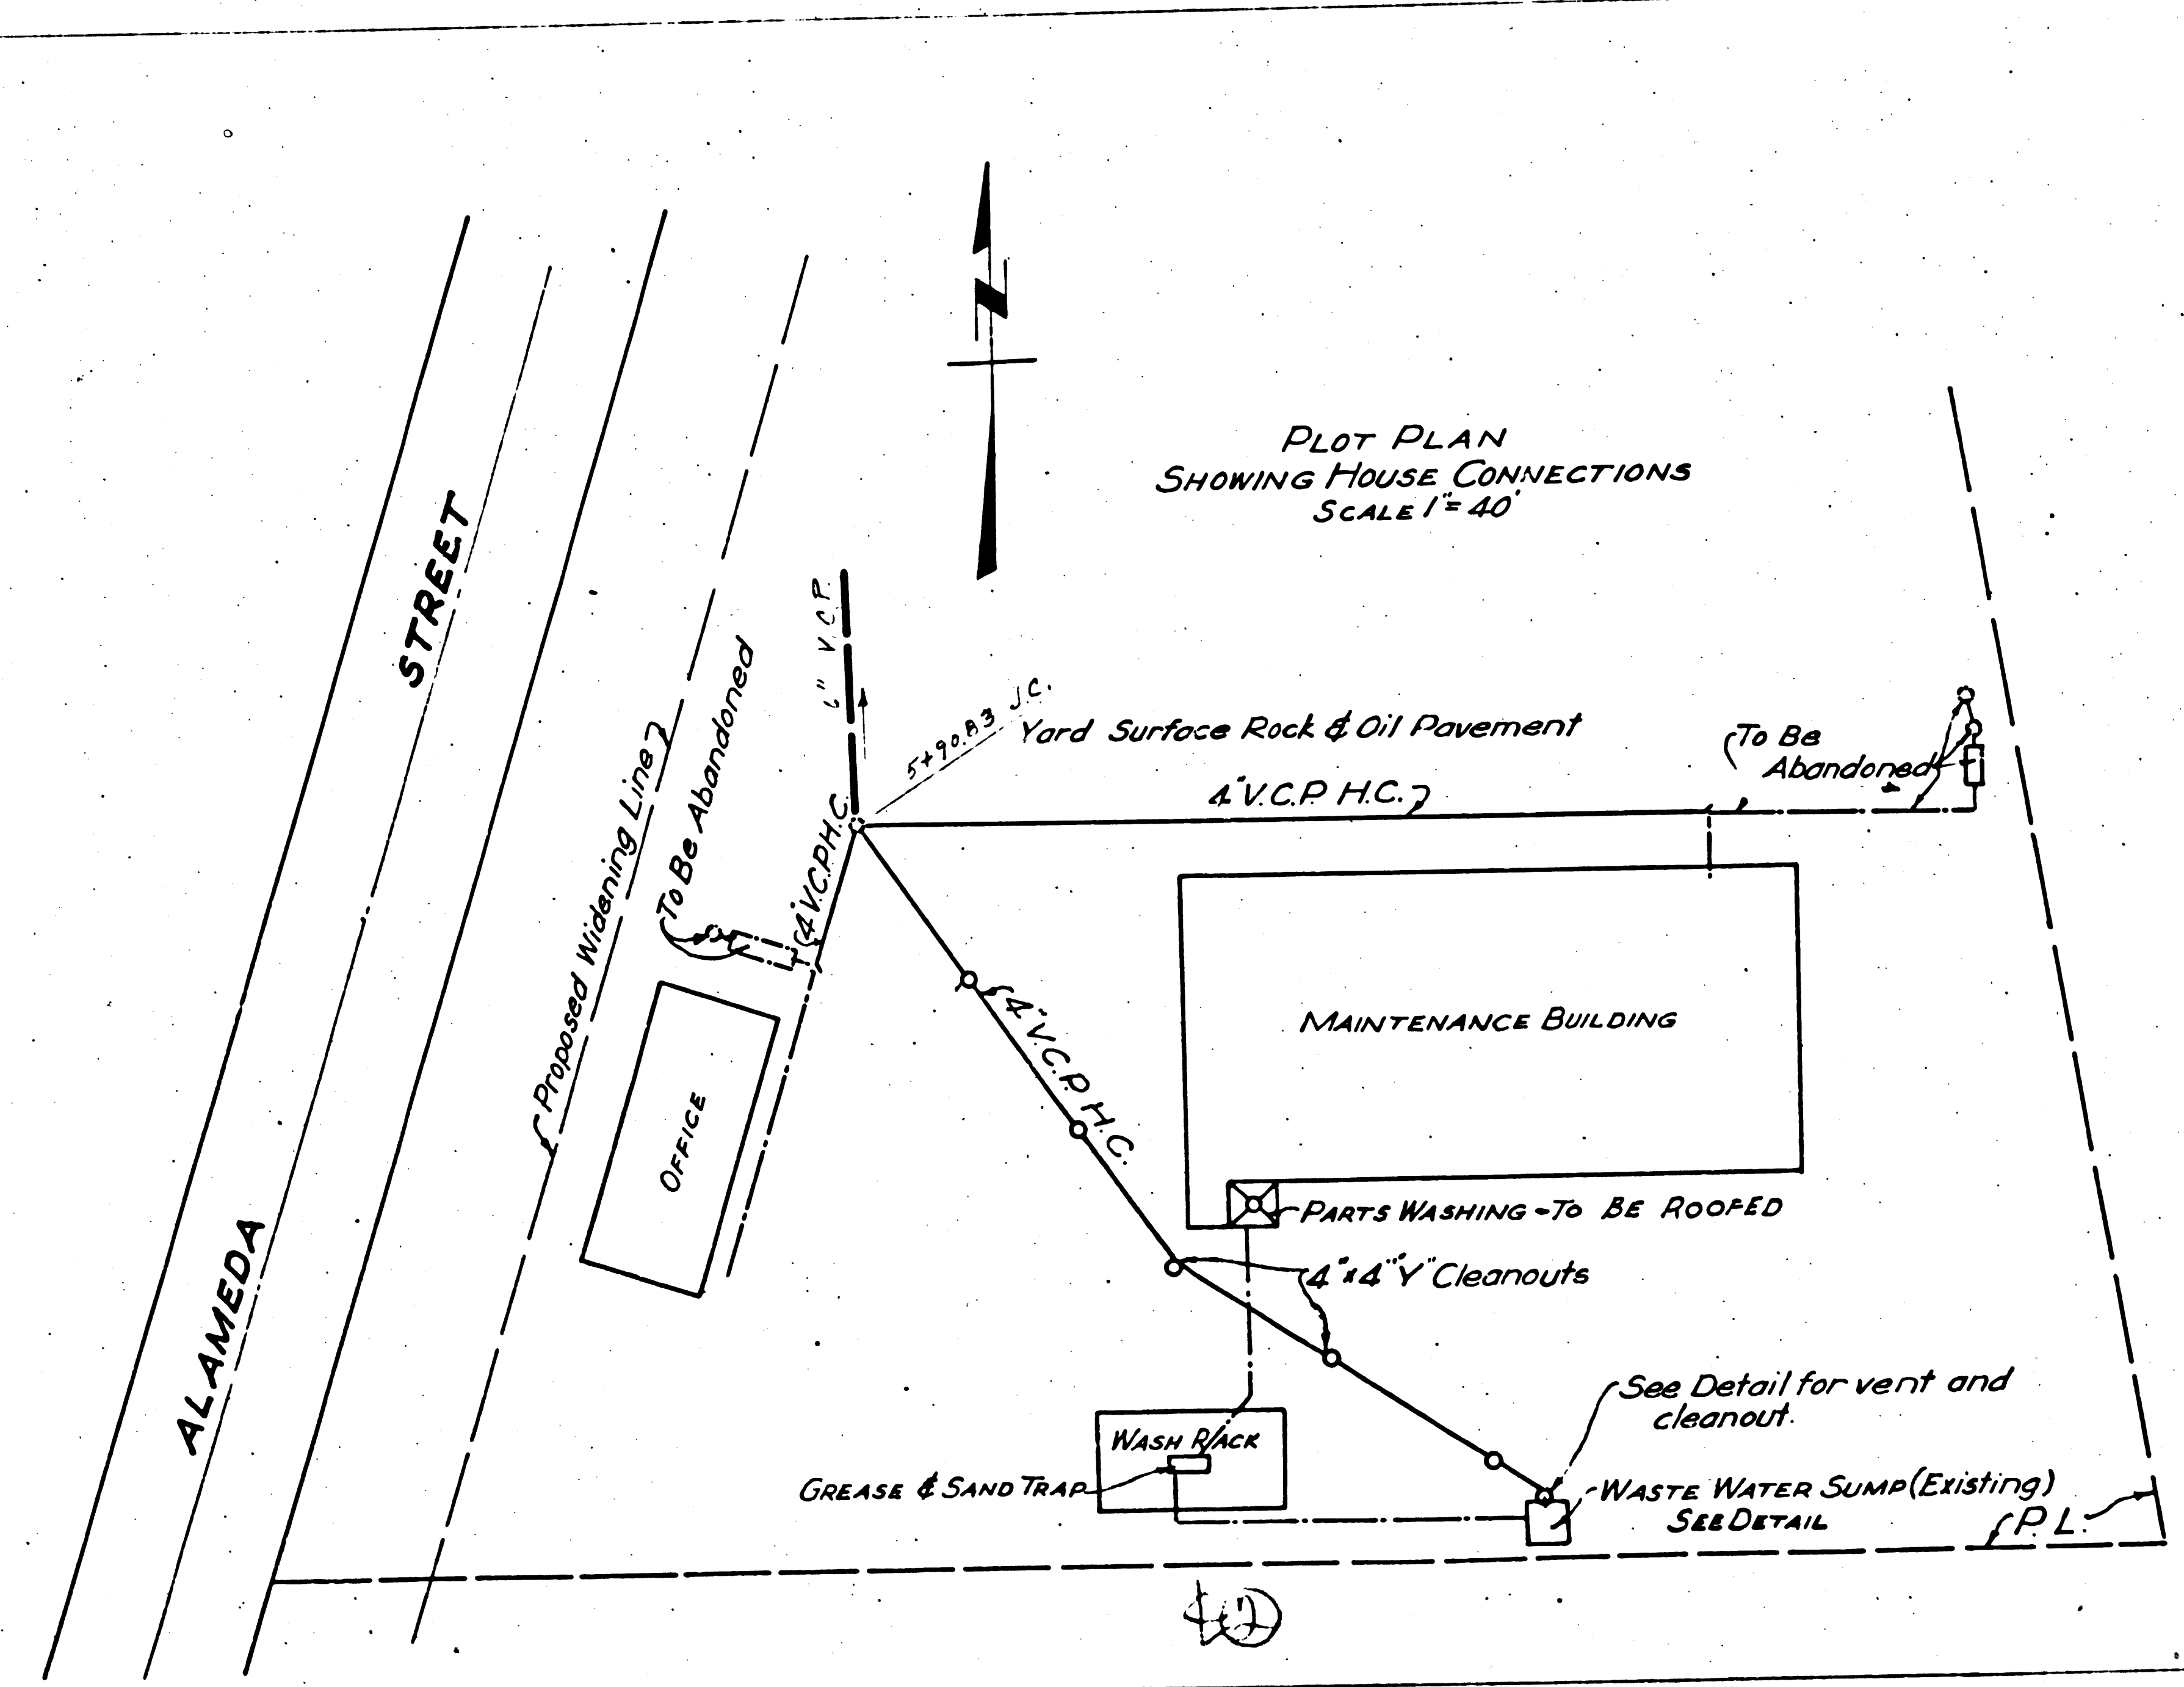 N
PLOT PLAN
SHOWING HOUSE CONNECTIONS
SCALE 1"= 40'
ALAMEDA STREET
Proposed Widening Line
To Be Abandoned
6" V.C.P.
5+90.83 J.C.
Yard Surface Rock & Oil Pavement
To Be
Abandoned
4" V.C.P. H.C.
4" V.C.P. H.C.
4" V.C.P. H.C.
OFFICE
MAINTENANCE BUILDING
PARTS WASHING - TO BE ROOFED
4"x4" "Y" Cleanouts
See Detail for vent and
cleanout.
WASH RACK
GREASE & SAND TRAP
WASTE WATER SUMP (Existing)
SEE DETAIL
P. L.